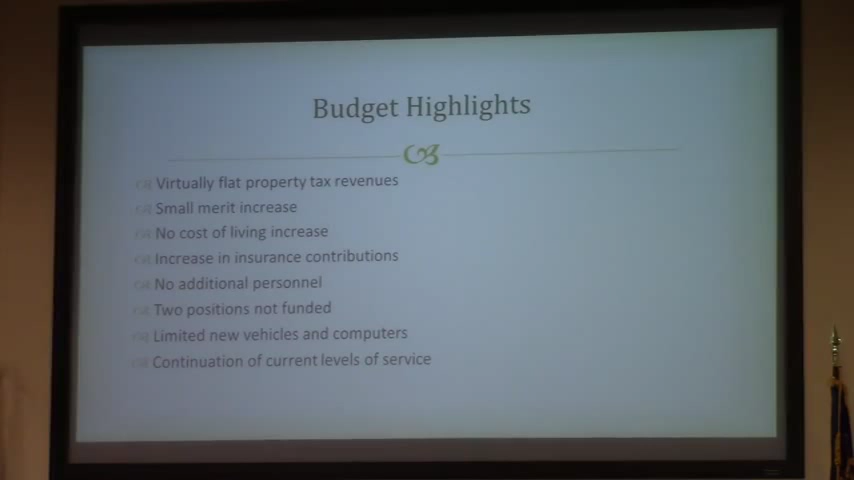 Budget Highlights
Virtually flat property tax revenues
Small merit increase
No cost of living increase
Increase in insurance contributions
No additional personnel
Two positions not funded
Limited new vehicles and computers
Continuation of current levels of service